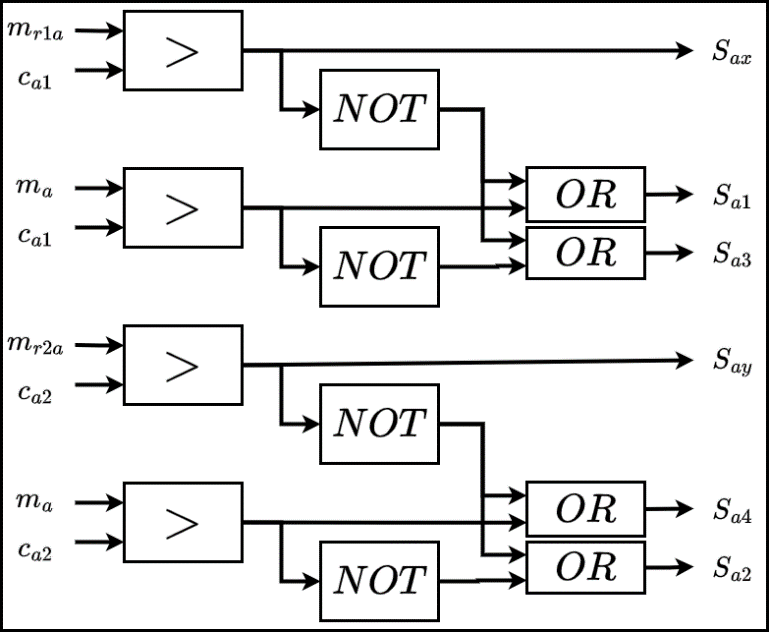 m_{r1a} > S_{ax}
c_{a1}
NOT
m_a > OR S_{a1}
c_{a1}
NOT OR S_{a3}
m_{r2a} > S_{ay}
c_{a2}
NOT
m_a > OR S_{a4}
c_{a2}
NOT OR S_{a2}